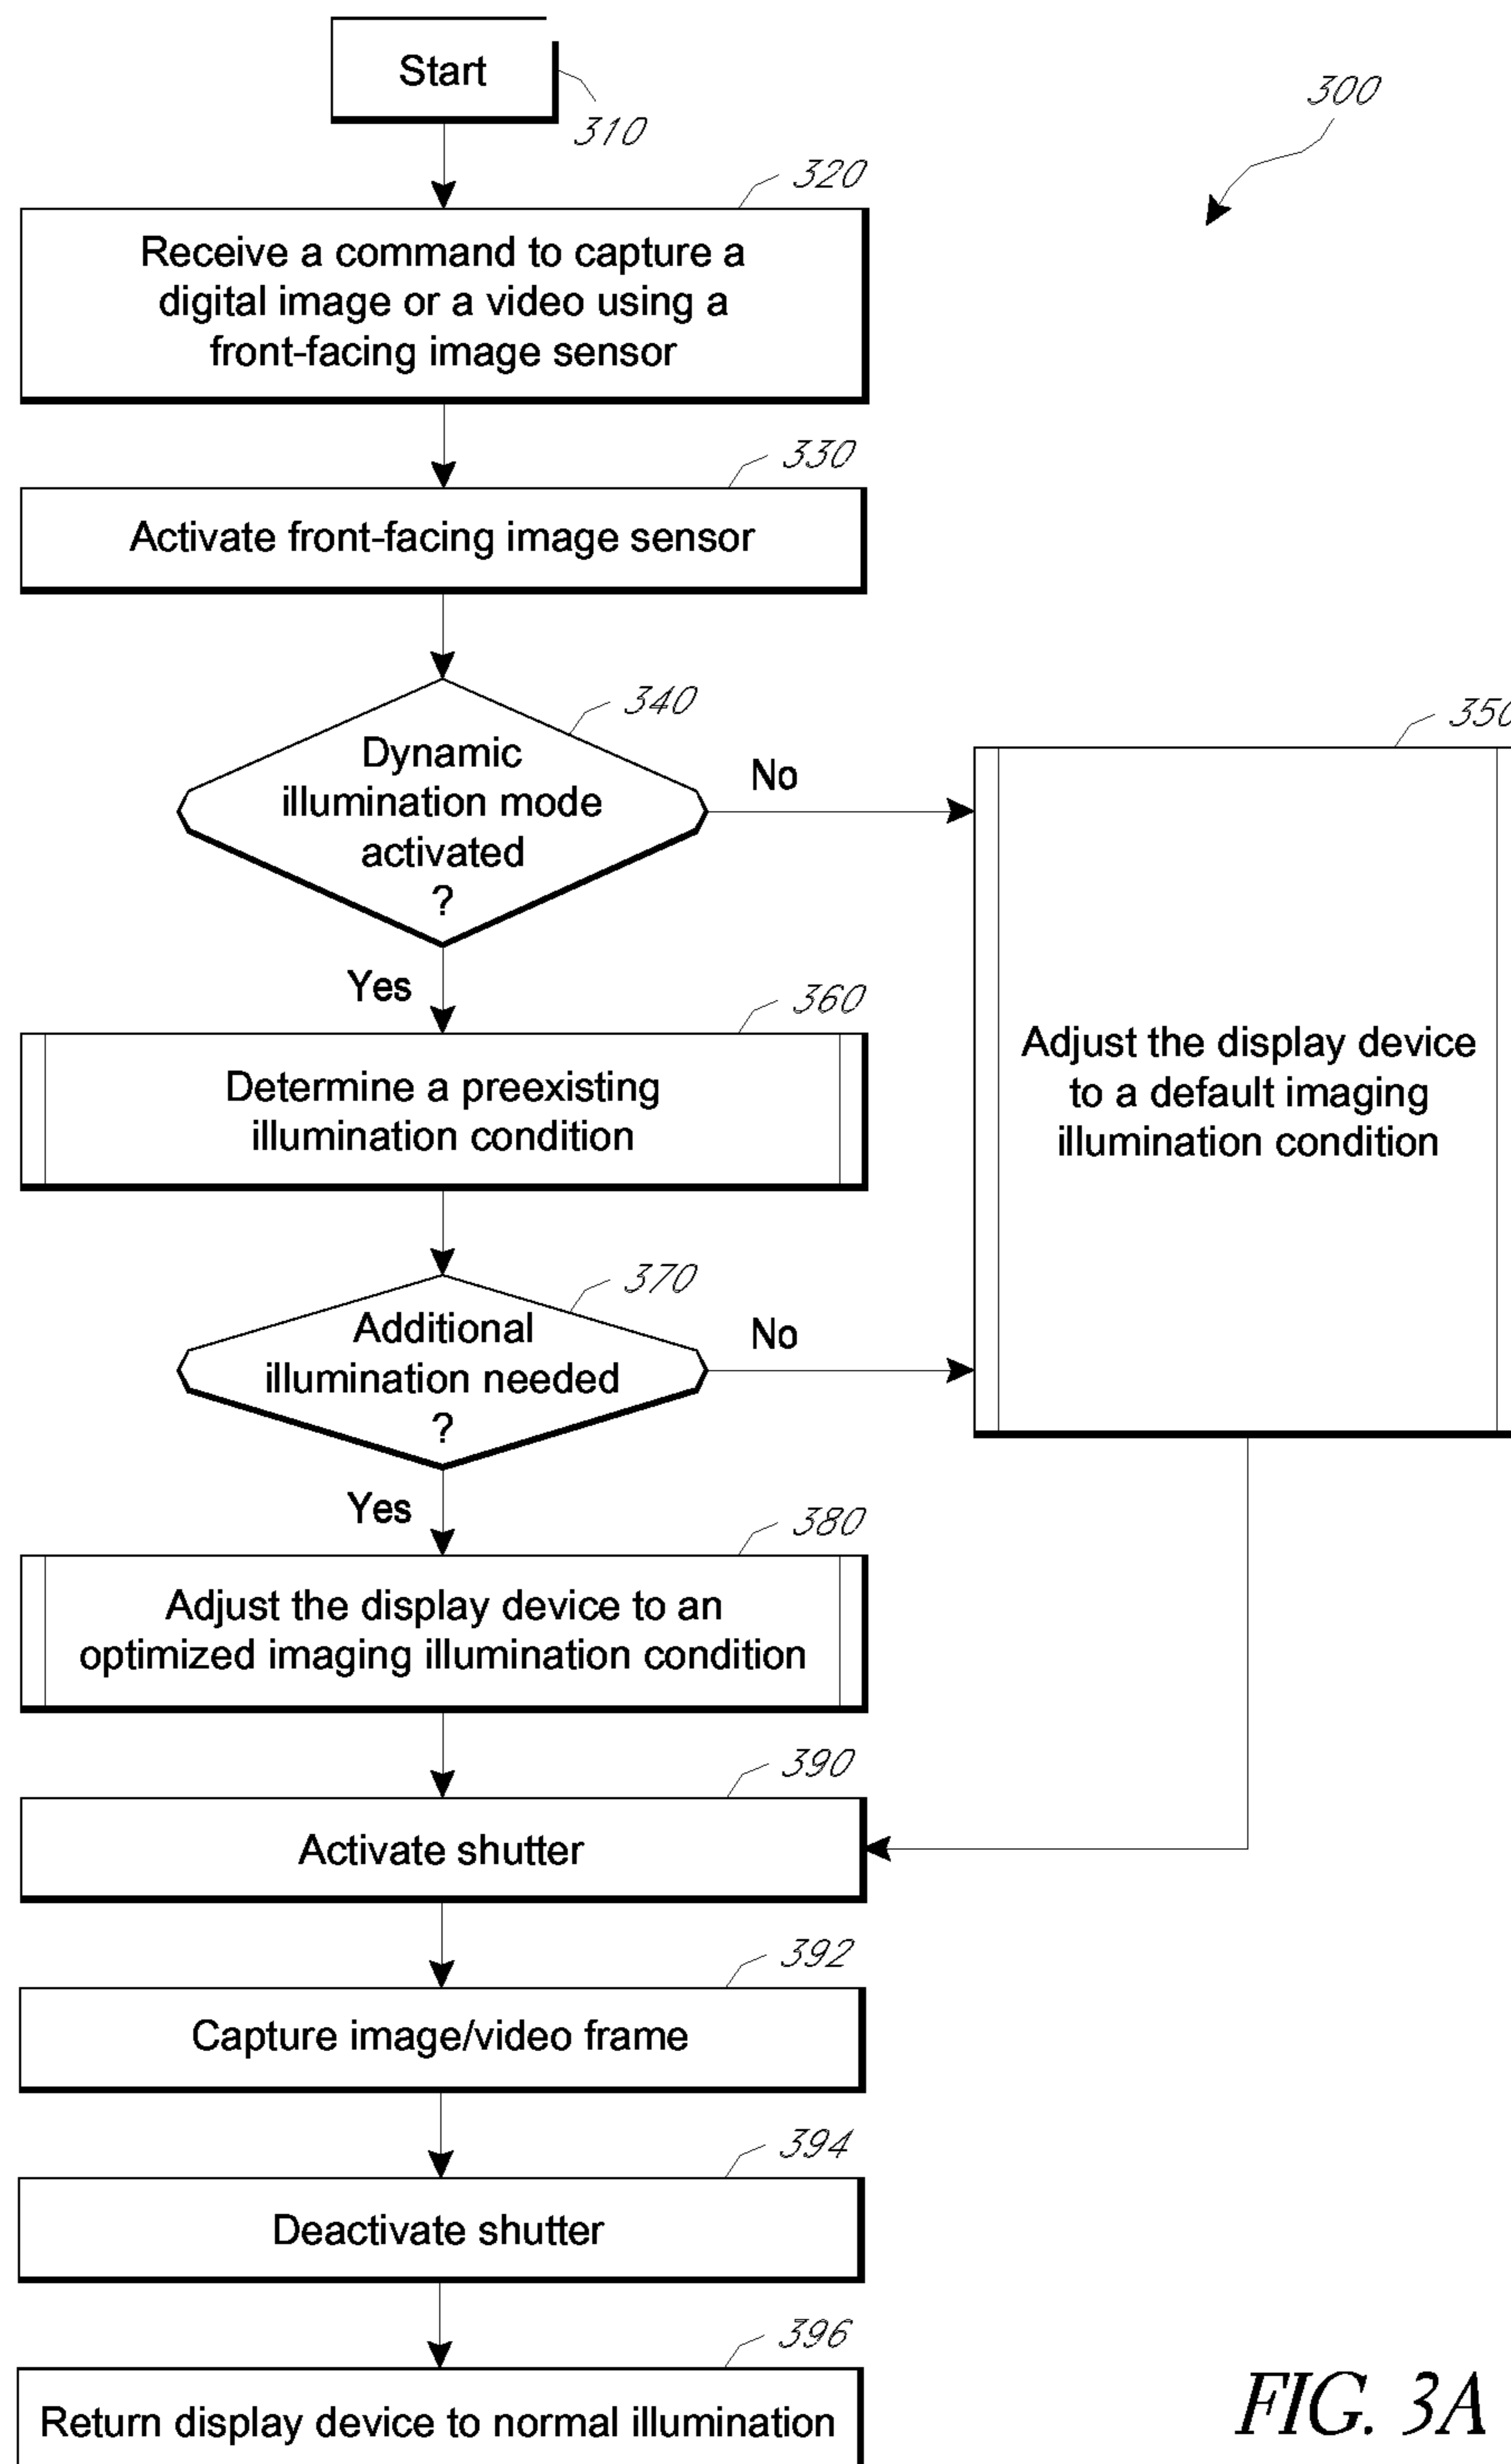 Start
310
300
320
Receive a command to capture a
digital image or a video using a
front-facing image sensor
330
Activate front-facing image sensor
340
Dynamic
illumination mode
activated
?
No
Yes
350
Adjust the display device
to a default imaging
illumination condition
360
Determine a preexisting
illumination condition
370
Additional
illumination needed
?
No
Yes
380
Adjust the display device to an
optimized imaging illumination condition
390
Activate shutter
392
Capture image/video frame
394
Deactivate shutter
396
Return display device to normal illumination
FIG. 3A